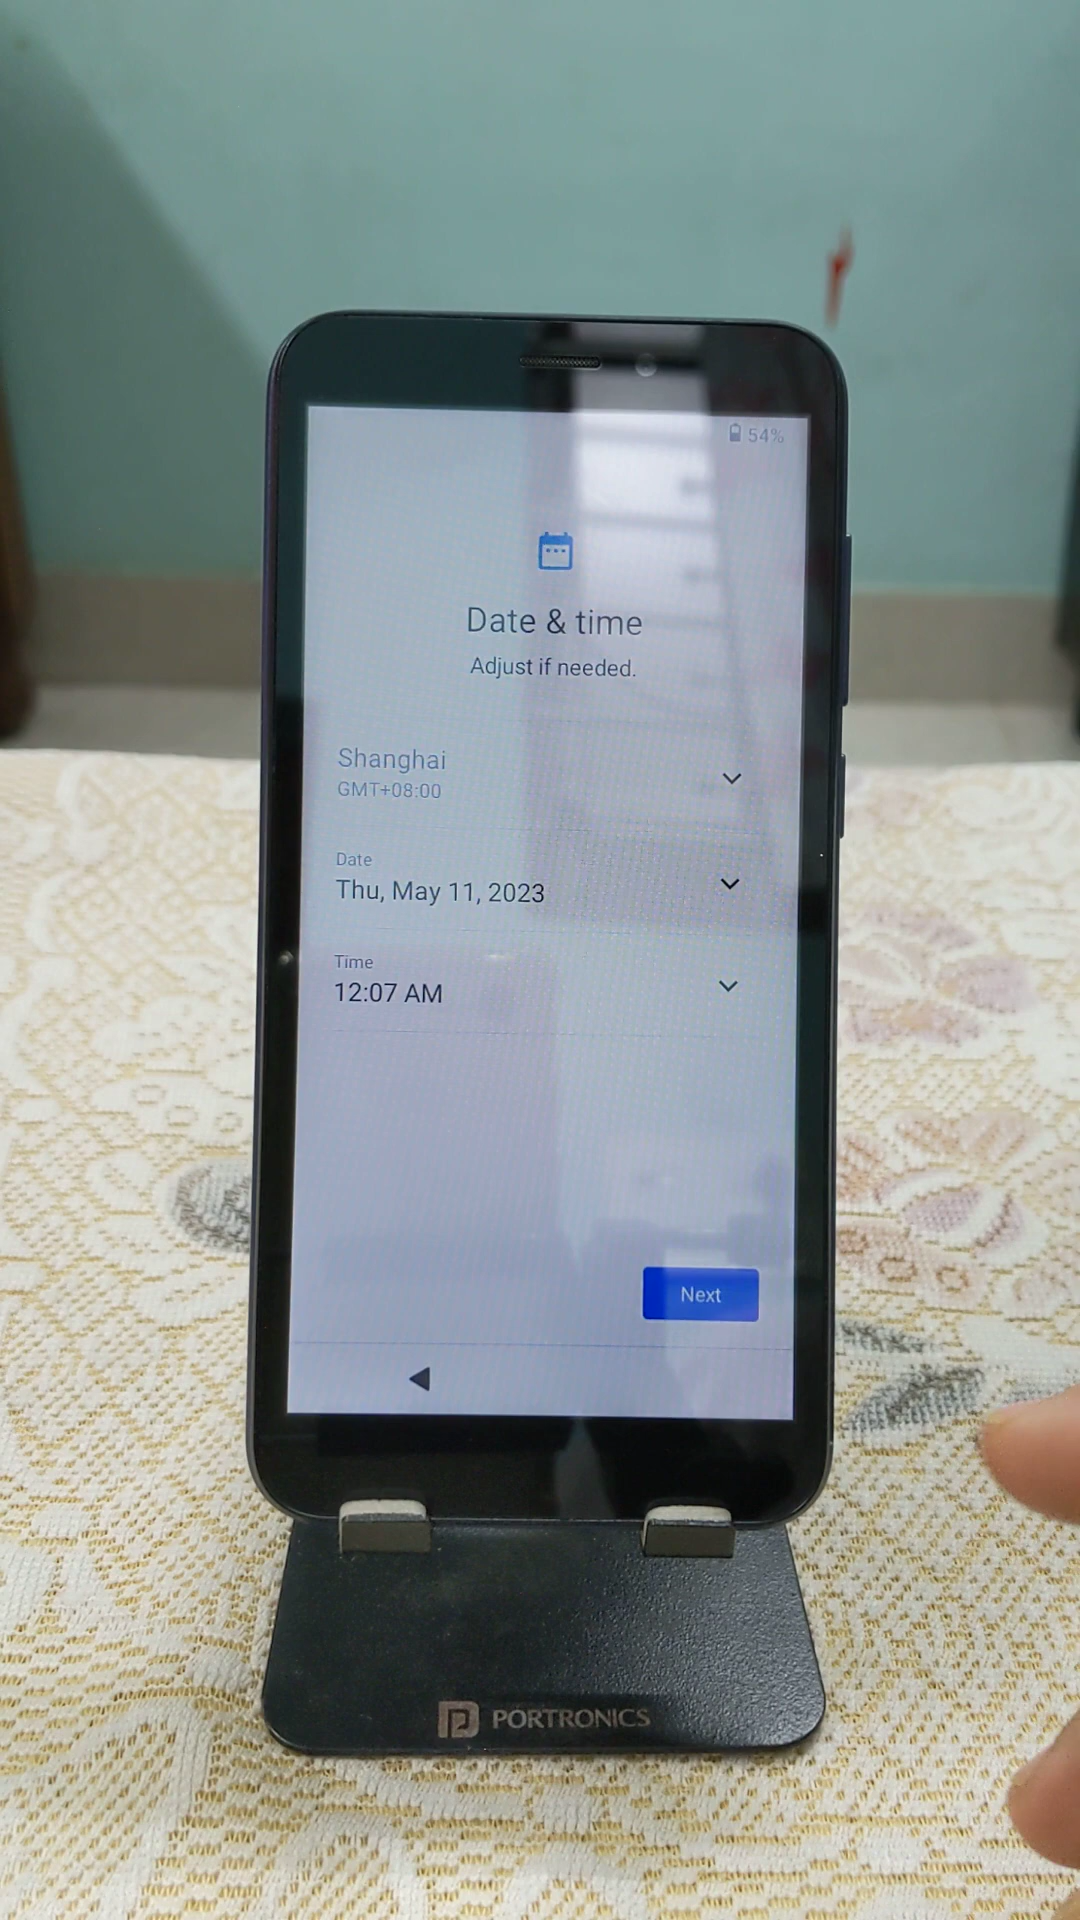 54%
Date & time
Adjust if needed.
Shanghai
GMT+08:00
Date
Thu, May 11, 2023
Time
12:07 AM
Next
PORTRONICS